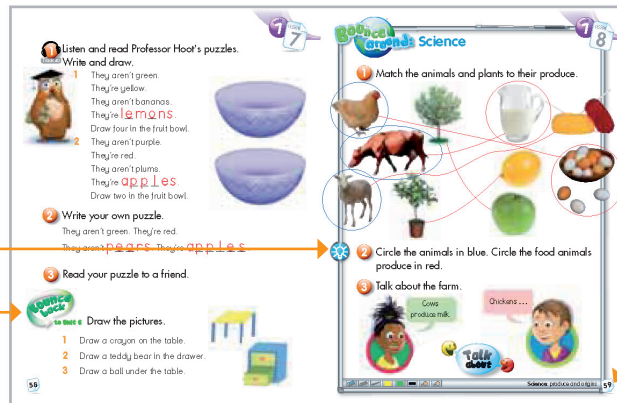 7
LESSON
7
1 Listen and read Professor Hoot's puzzles.
Write and draw.
1 They aren't green.
They're yellow.
They aren't bananas.
They're lemons.
Draw four in the fruit bowl.
2 They aren't purple.
They're red.
They aren't plums.
They're apples.
Draw two in the fruit bowl.
2 Write your own puzzle.
They aren't green. They're red.
They aren't pears. They're apples.
3 Read your puzzle to a friend.
Bounce back
to Unit 6
Draw the pictures.
1 Draw a crayon on the table.
2 Draw a teddy bear in the drawer.
3 Draw a ball under the table.
58
Bounce around: Science
7
LESSON
8
1 Match the animals and plants to their produce.
2 Circle the animals in blue. Circle the food animals
produce in red.
3 Talk about the farm.
Cows
produce milk.
Chickens ...
Talk
about
Science: produce and origins
59